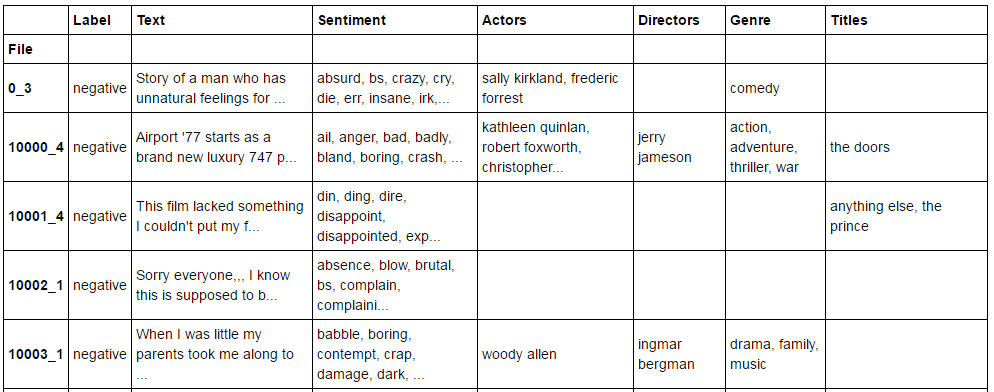 Label Text Sentiment Actors Directors Genre Titles
File
0_3 negative Story of a man who has unnatural feelings for ... absurd, bs, crazy, cry, die, err, insane, irk,... sally kirkland, frederic forrest comedy
10000_4 negative Airport '77 starts as a brand new luxury 747 p... ail, anger, bad, badly, bland, boring, crash, ... kathleen quinlan, robert foxworth, christopher... jerry jameson action, adventure, thriller, war the doors
10001_4 negative This film lacked something I couldn't put my f... din, ding, dire, disappoint, disappointed, exp... anything else, the prince
10002_1 negative Sorry everyone,,, I know this is supposed to b... absence, blow, brutal, bs, complain, complaini...
10003_1 negative When I was little my parents took me along to ... babble, boring, contempt, crap, damage, dark, ... woody allen ingmar bergman drama, family, music